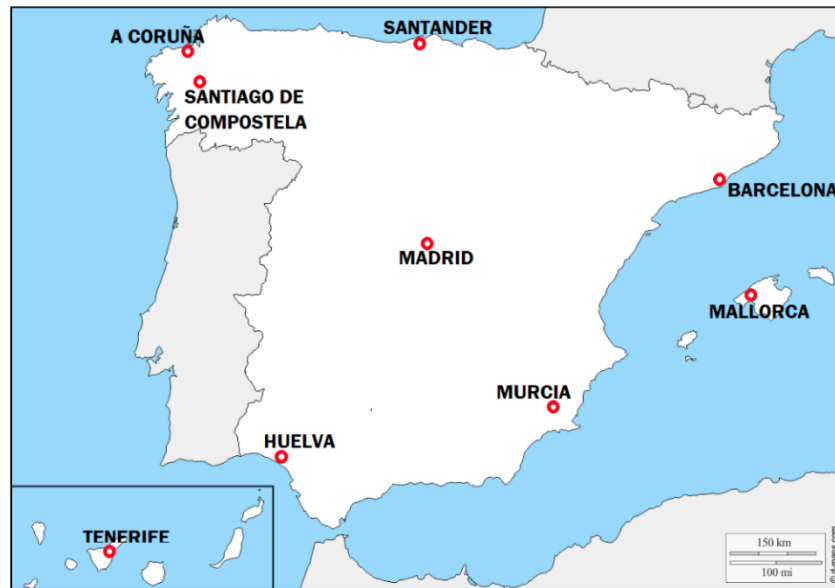 A CORUÑA
SANTANDER
SANTIAGO DE
COMPOSTELA
BARCELONA
MADRID
MALLORCA
MURCIA
HUELVA
TENERIFE
150 km
100 mi